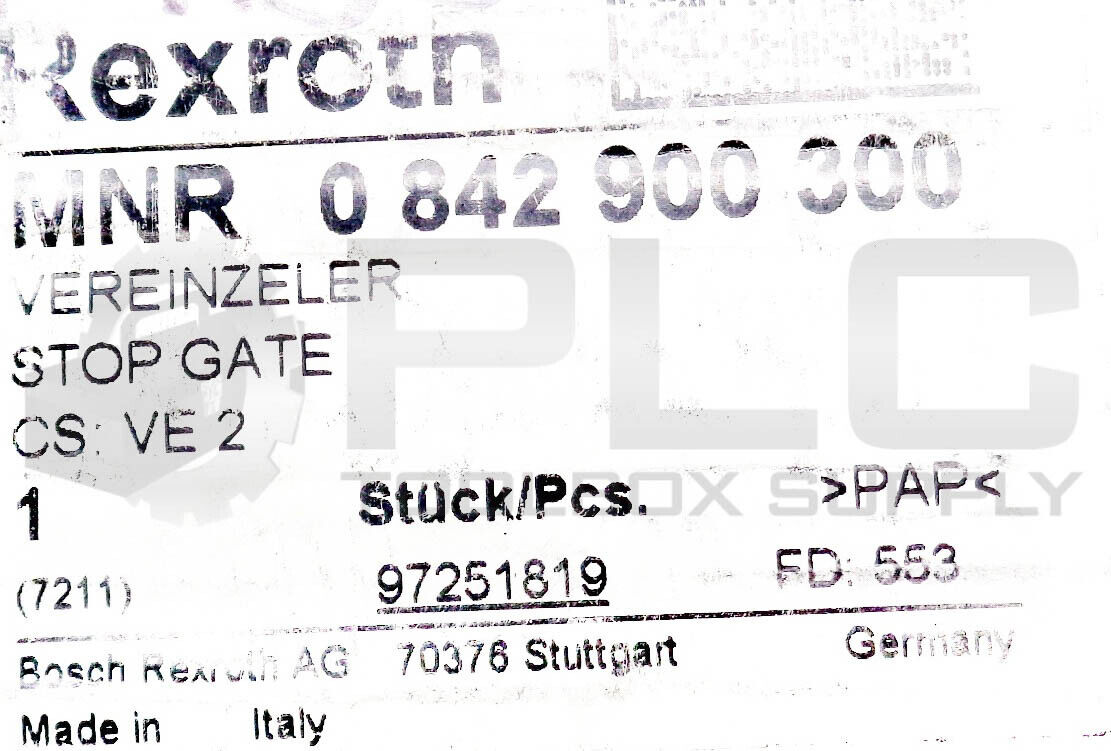 Rexroth
MNR 0 842 900 300
VEREINZELER
STOP GATE
CS: VE 2
1 Stück/Pcs. >PAP<
(7211) 97251819 FD: 553
Bosch Rexroth AG 70376 Stuttgart Germany
Made in Italy
PLC
TOOLBOX SUPPLY